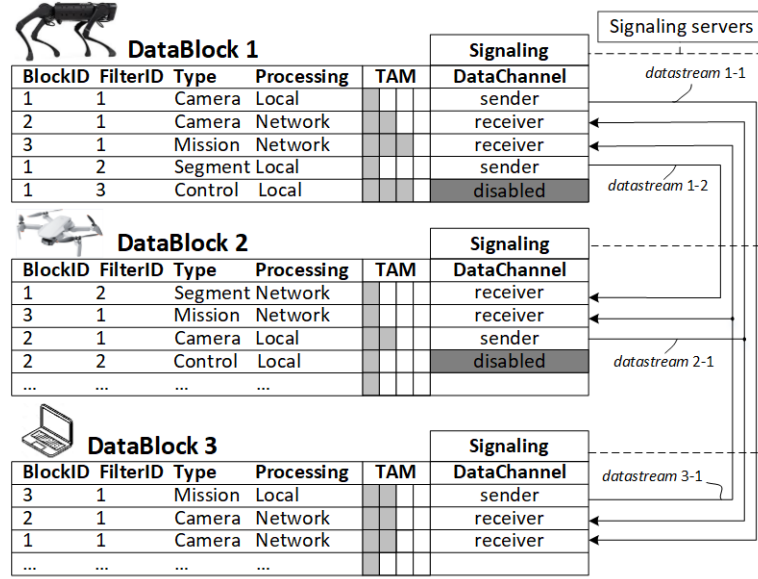 DataBlock 1 Signaling Signaling servers
BlockID FilterID Type Processing TAM DataChannel datastream 1-1
1 1 Camera Local sender
2 1 Camera Network receiver
3 1 Mission Network receiver
1 2 Segment Local sender
1 3 Control Local disabled datastream 1-2
DataBlock 2 Signaling
BlockID FilterID Type Processing TAM DataChannel
1 2 Segment Network receiver
3 1 Mission Network receiver
2 1 Camera Local sender
2 2 Control Local disabled datastream 2-1
... ... ... ...
DataBlock 3 Signaling
BlockID FilterID Type Processing TAM DataChannel datastream 3-1
3 1 Mission Local sender
2 1 Camera Network receiver
1 1 Camera Network receiver
... ... ... ...